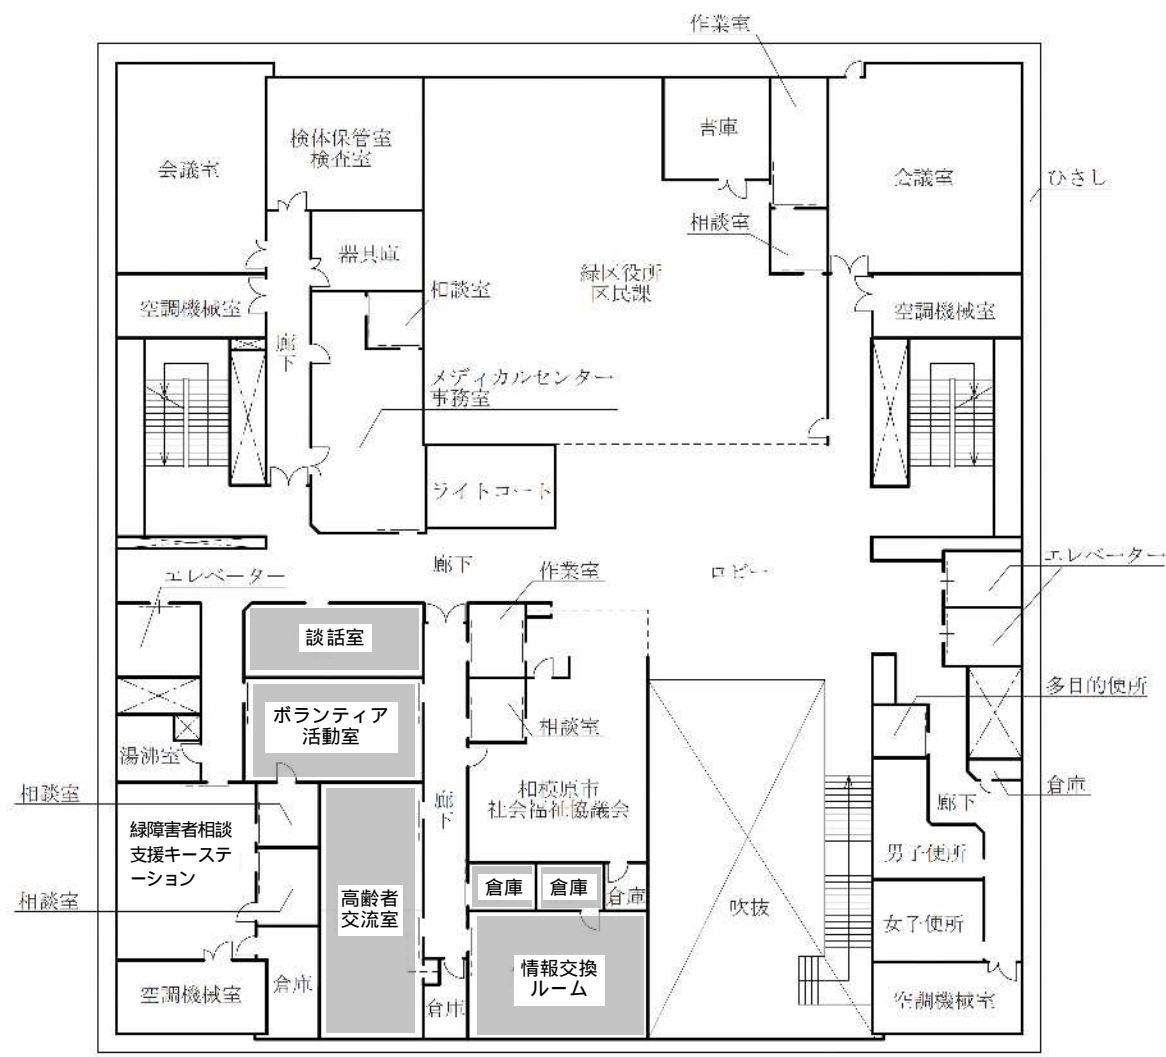 作業室
会議室
検体保管室
検査室
書庫
会議室
ひさし
相談室
器具庫
緑区役所
区民課
相談室
空調機械室
空調機械室
廊下
メディカルセンター
事務室
ライトコート
廊下
ロビー
作業室
エレベーター
エレベーター
談話室
ボランティア
活動室
相談室
多目的便所
湯沸室
倉庫
相談室
廊下
相模原市
社会福祉協議会
廊下
緑障害者相談
支援キーステ
ーション
男子便所
相談室
高齢者
交流室
倉庫
倉庫
倉庫
吹抜
女子便所
情報交換
ルーム
空調機械室
倉庫
倉庫
空調機械室